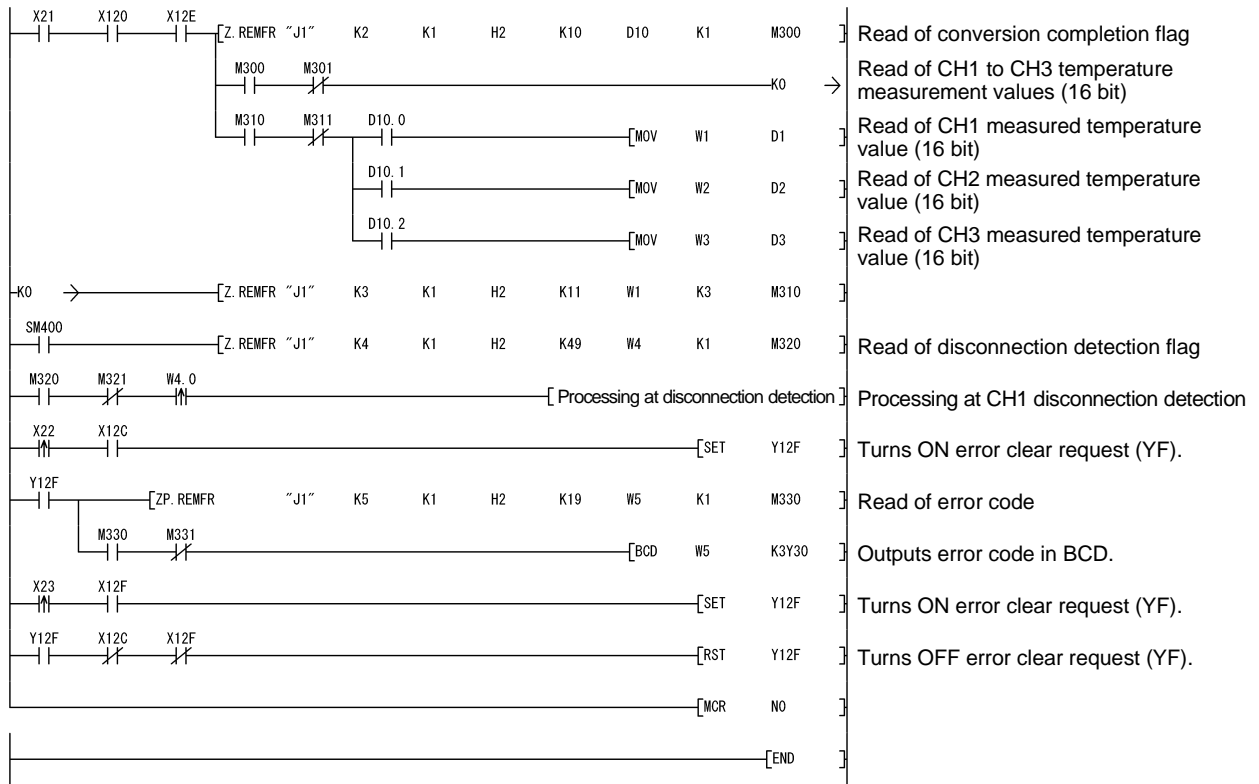 X21 X120 X12E
Z.REMFR "J1" K2 K1 H2 K10 D10 K1 M300 Read of conversion completion flag
M300 M301
K0 Read of CH1 to CH3 temperature
measurement values (16 bit)
M310 M311 D10.0
MOV W1 D1 Read of CH1 measured temperature
value (16 bit)
D10.1
MOV W2 D2 Read of CH2 measured temperature
value (16 bit)
D10.2
MOV W3 D3 Read of CH3 measured temperature
value (16 bit)
K0 Z.REMFR "J1" K3 K1 H2 K11 W1 K3 M310
SM400
Z.REMFR "J1" K4 K1 H2 K49 W4 K1 M320 Read of disconnection detection flag
M320 M321 W4.0
Processing at disconnection detection Processing at CH1 disconnection detection
X22 X12C
SET Y12F Turns ON error clear request (YF).
Y12F
ZP.REMFR "J1" K5 K1 H2 K19 W5 K1 M330 Read of error code
M330 M331
BCD W5 K3Y30 Outputs error code in BCD.
X23 X12F
SET Y12F Turns ON error clear request (YF).
Y12F X12C X12F
RST Y12F Turns OFF error clear request (YF).
MCR N0
END